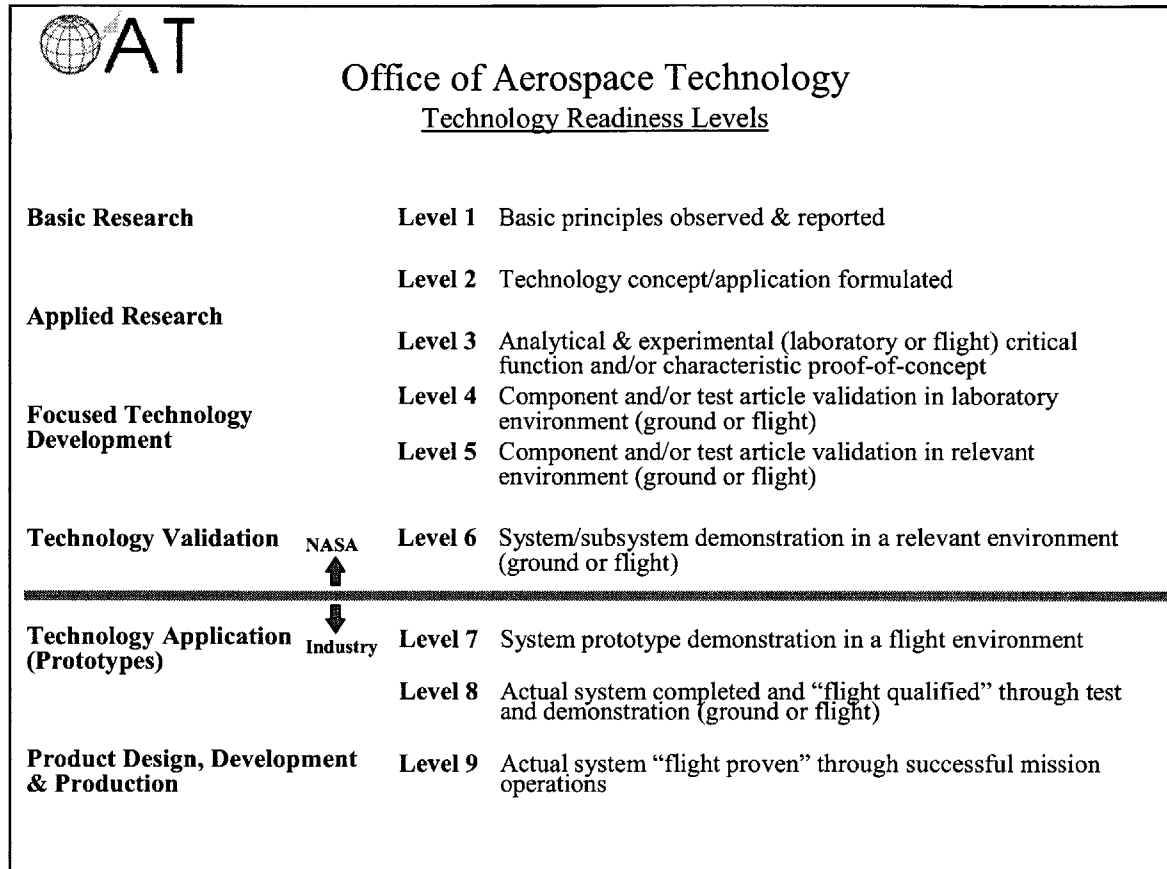 OAT
Office of Aerospace Technology
Technology Readiness Levels
Basic Research
Level 1 Basic principles observed & reported
Level 2 Technology concept/application formulated
Applied Research
Level 3 Analytical & experimental (laboratory or flight) critical
function and/or characteristic proof-of-concept
Focused Technology
Development
Level 4 Component and/or test article validation in laboratory
environment (ground or flight)
Level 5 Component and/or test article validation in relevant
environment (ground or flight)
Technology Validation NASA
Level 6 System/subsystem demonstration in a relevant environment
(ground or flight)
Technology Application
(Prototypes)
Industry
Level 7 System prototype demonstration in a flight environment
Level 8 Actual system completed and “flight qualified” through test
and demonstration (ground or flight)
Product Design, Development
& Production
Level 9 Actual system “flight proven” through successful mission
operations